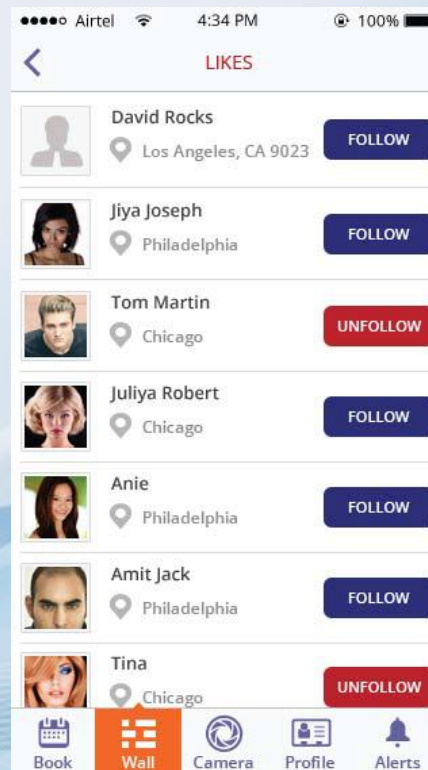 Airtel 4:34 PM 100%
LIKES
David Rocks
Los Angeles, CA 9023
FOLLOW
Jiya Joseph
Philadelphia
FOLLOW
Tom Martin
Chicago
UNFOLLOW
Juliya Robert
Chicago
FOLLOW
Anie
Philadelphia
FOLLOW
Amit Jack
Philadelphia
FOLLOW
Tina
Chicago
UNFOLLOW
Book Wall Camera Profile Alerts